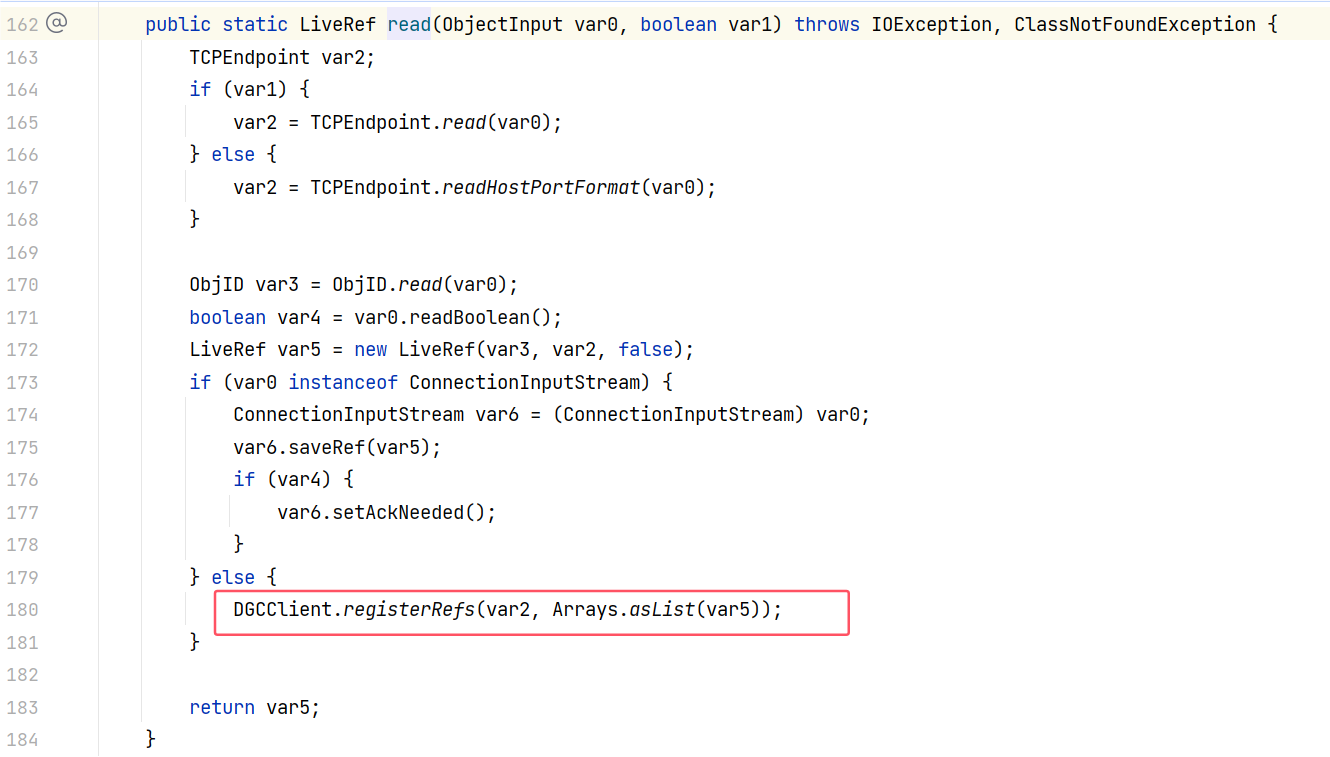 162 @ public static LiveRef read(ObjectInput var0, boolean var1) throws IOException, ClassNotFoundException {
163 TCPEndpoint var2;
164 if (var1) {
165 var2 = TCPEndpoint.read(var0);
166 } else {
167 var2 = TCPEndpoint.readHostPortFormat(var0);
168 }
169
170 ObjID var3 = ObjID.read(var0);
171 boolean var4 = var0.readBoolean();
172 LiveRef var5 = new LiveRef(var3, var2, false);
173 if (var0 instanceof ConnectionInputStream) {
174 ConnectionInputStream var6 = (ConnectionInputStream) var0;
175 var6.saveRef(var5);
176 if (var4) {
177 var6.setAckNeeded();
178 }
179 } else {
180 DGCClient.registerRefs(var2, Arrays.asList(var5));
181 }
182
183 return var5;
184 }